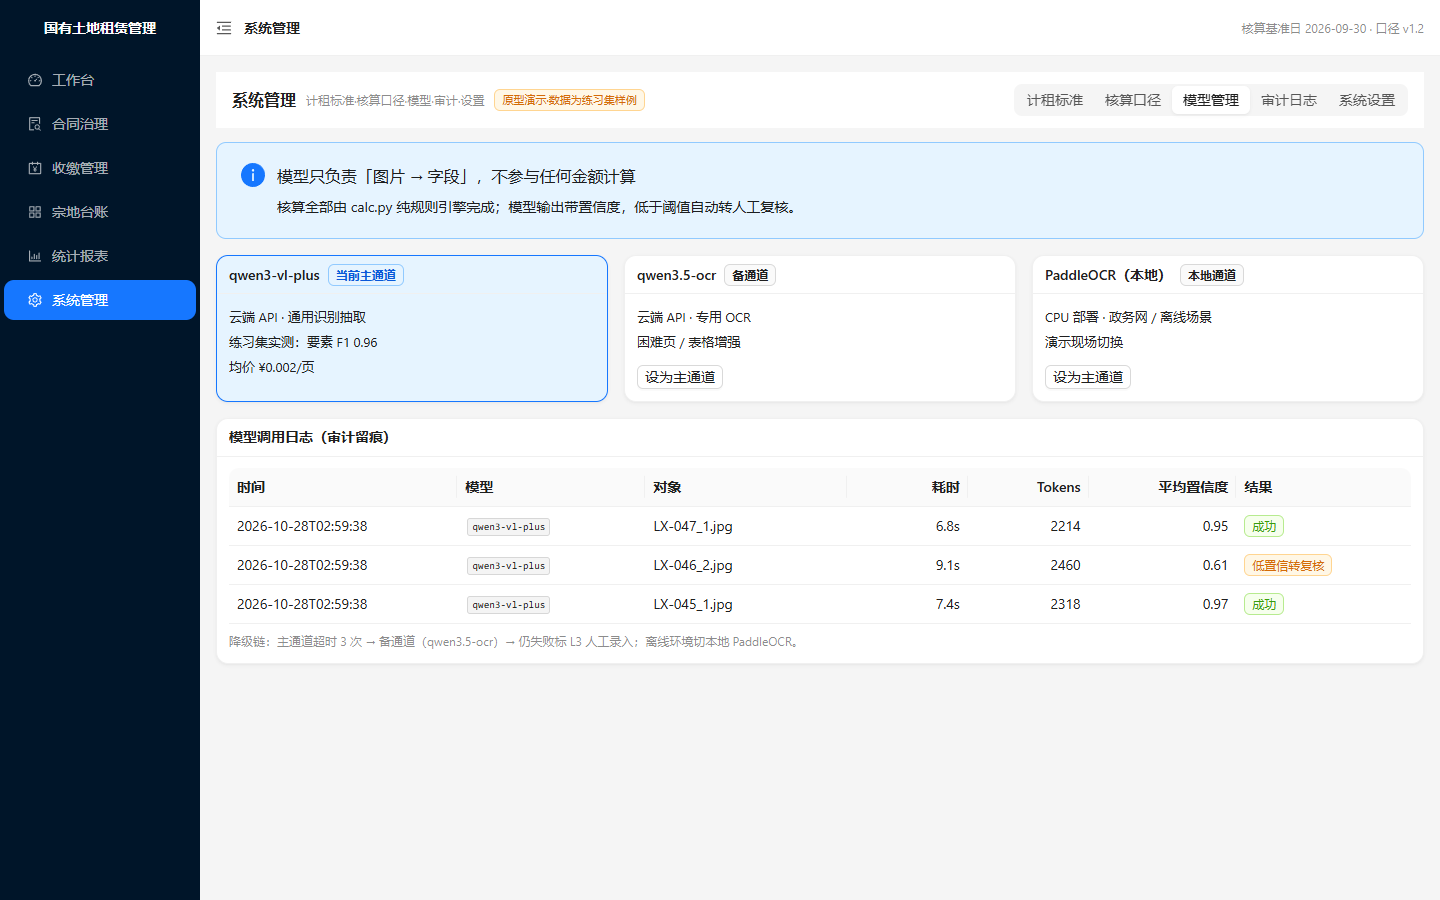 国有土地租赁管理
工作台
合同治理
收缴管理
宗地台账
统计报表
系统管理
系统管理
核算基准日 2026-09-30 · 口径 v1.2
系统管理 计租标准·核算口径·模型·审计·设置 原型演示·数据为练习集样例
计租标准 核算口径 模型管理 审计日志 系统设置
模型只负责「图片 → 字段」，不参与任何金额计算
核算全部由 calc.py 纯规则引擎完成；模型输出带置信度，低于阈值自动转人工复核。
qwen3-vl-plus 当前主通道
云端 API · 通用识别抽取
练习集实测：要素 F1 0.96
均价 ¥0.002/页
qwen3.5-ocr 备通道
云端 API · 专用 OCR
困难页 / 表格增强
设为主通道
PaddleOCR（本地） 本地通道
CPU 部署 · 政务网 / 离线场景
演示现场切换
设为主通道
模型调用日志（审计留痕）
时间 模型 对象 耗时 Tokens 平均置信度 结果
2026-10-28T02:59:38 qwen3-vl-plus LX-047_1.jpg 6.8s 2214 0.95 成功
2026-10-28T02:59:38 qwen3-vl-plus LX-046_2.jpg 9.1s 2460 0.61 低置信转复核
2026-10-28T02:59:38 qwen3-vl-plus LX-045_1.jpg 7.4s 2318 0.97 成功
降级链：主通道超时 3 次 → 备通道（qwen3.5-ocr）→ 仍失败标 L3 人工录入；离线环境切本地 PaddleOCR。